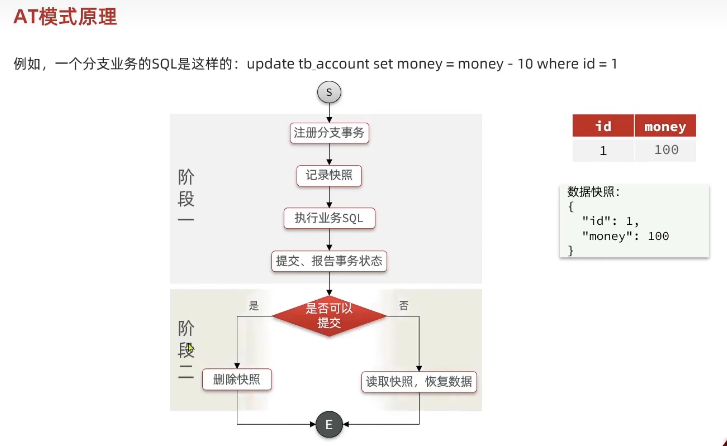 AT模式原理
例如，一个分支业务的SQL是这样的：update tb_account set money = money - 10 where id = 1
S
注册分支事务
记录快照
执行业务SQL
提交、报告事务状态
阶
段
一
id money
1 100
数据快照：
{
"id": 1,
"money": 100
}
是否可以
提交
是
否
阶
段
二
删除快照
读取快照，恢复数据
E